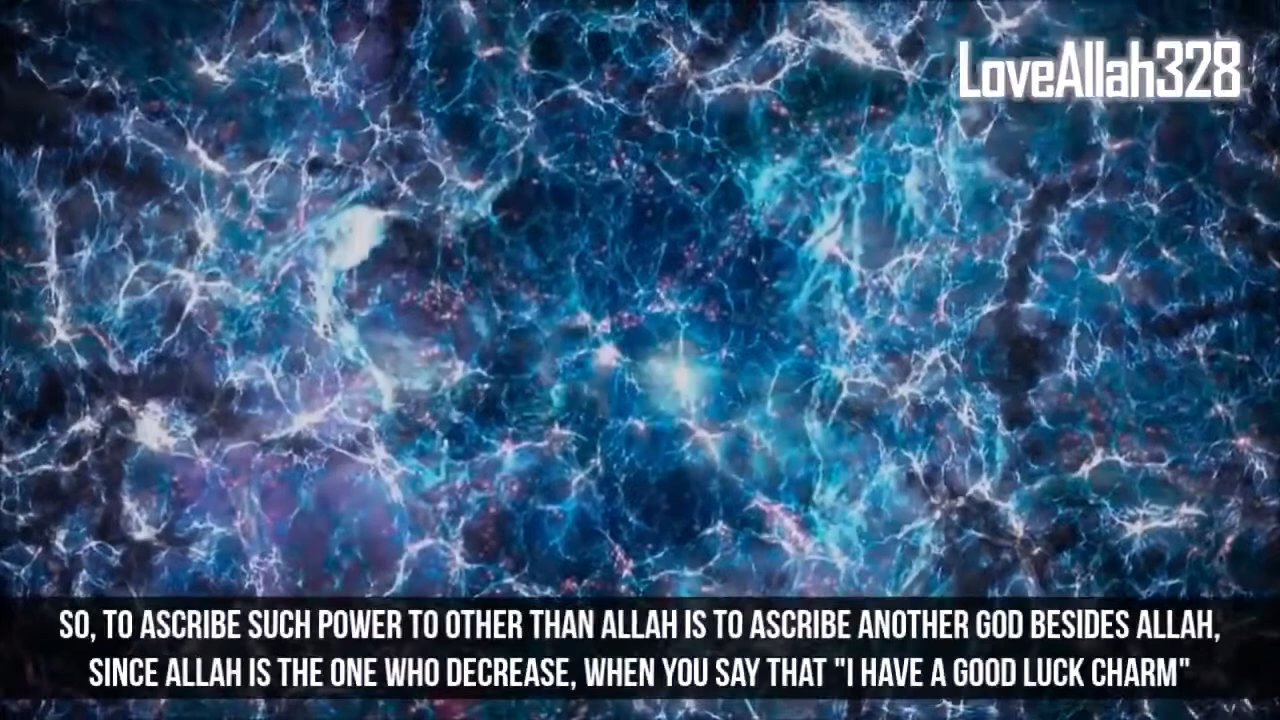 LoveAllah328
SO, TO ASCRIBE SUCH POWER TO OTHER THAN ALLAH IS TO ASCRIBE ANOTHER GOD BESIDES ALLAH,
SINCE ALLAH IS THE ONE WHO DECREASE, WHEN YOU SAY THAT "I HAVE A GOOD LUCK CHARM"